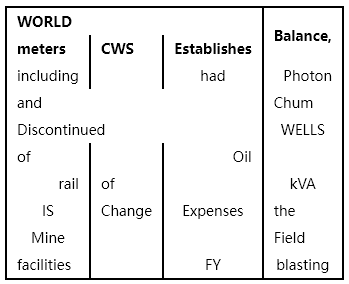 WORLD
Balance,
meters CWS Establishes
including had Photon
and Chum
Discontinued WELLS
of Oil
rail of kVA
IS Change Expenses the
Mine Field
facilities FY blasting